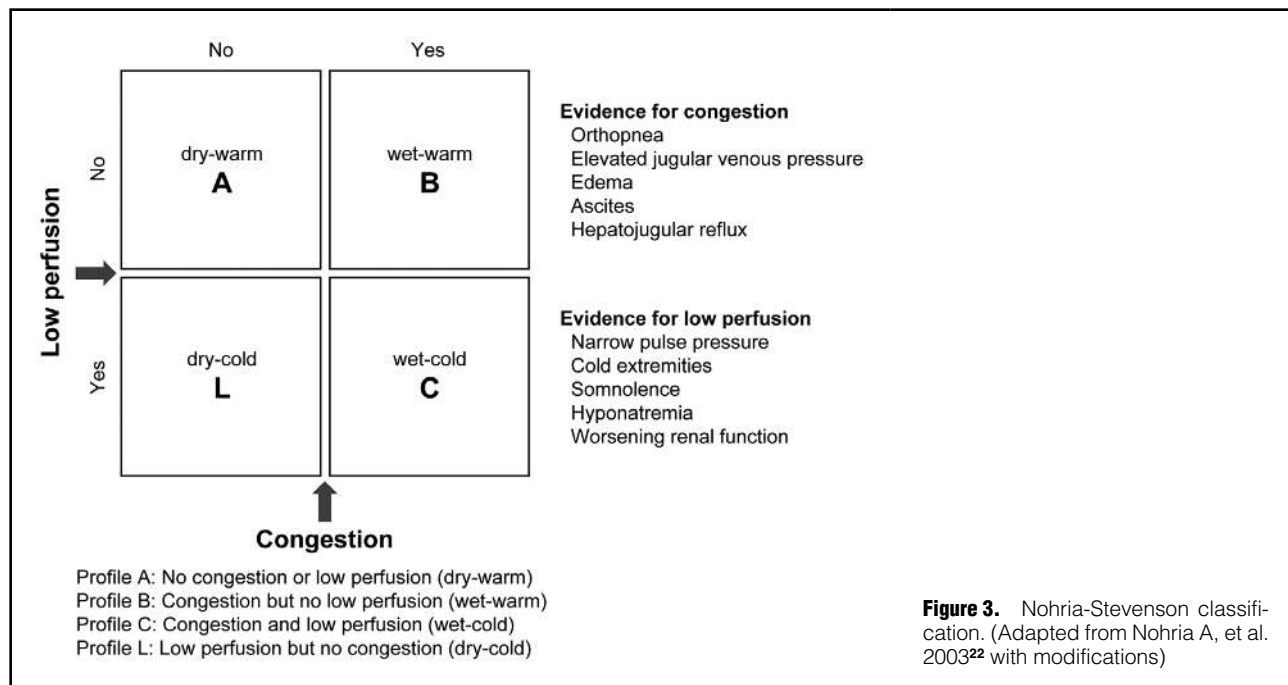 No
Yes
Low perfusion
No
Yes
dry-warm
A
wet-warm
B
dry-cold
L
wet-cold
C
Congestion
Evidence for congestion
Orthopnea
Elevated jugular venous pressure
Edema
Ascites
Hepatojugular reflux
Evidence for low perfusion
Narrow pulse pressure
Cold extremities
Somnolence
Hyponatremia
Worsening renal function
Profile A: No congestion or low perfusion (dry-warm)
Profile B: Congestion but no low perfusion (wet-warm)
Profile C: Congestion and low perfusion (wet-cold)
Profile L: Low perfusion but no congestion (dry-cold)
Figure 3. Nohria-Stevenson classifi-
cation. (Adapted from Nohria A, et al.
2003²² with modifications)